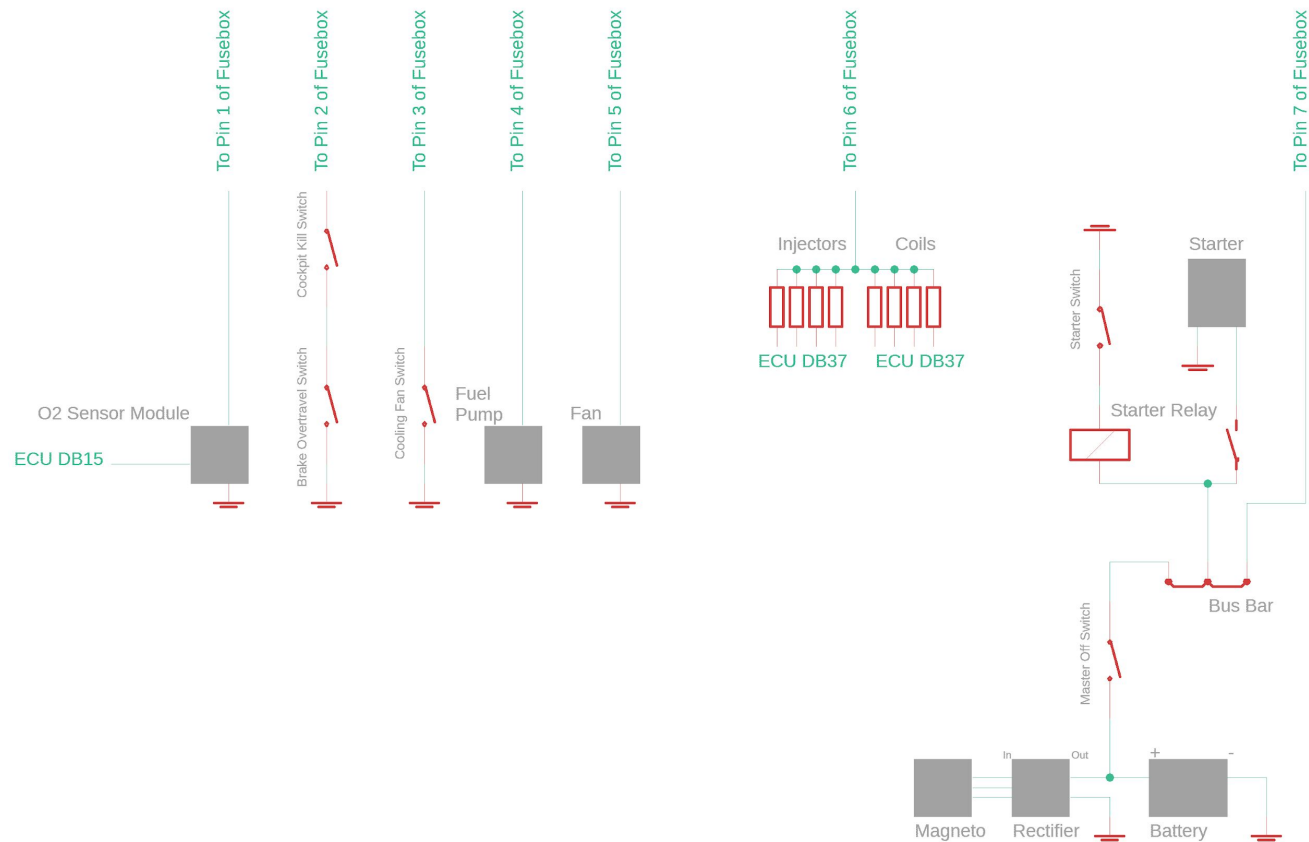 To Pin 1 of Fusebox
To Pin 2 of Fusebox
To Pin 3 of Fusebox
To Pin 4 of Fusebox
To Pin 5 of Fusebox
To Pin 6 of Fusebox
To Pin 7 of Fusebox
Cockpit Kill Switch
Injectors
Coils
Starter
Starter Switch
ECU DB37
ECU DB37
Brake Overtravel Switch
Cooling Fan Switch
Fuel
Pump
Fan
O2 Sensor Module
ECU DB15
Starter Relay
Bus Bar
Master Off Switch
In
Out
+
-
Magneto
Rectifier
Battery